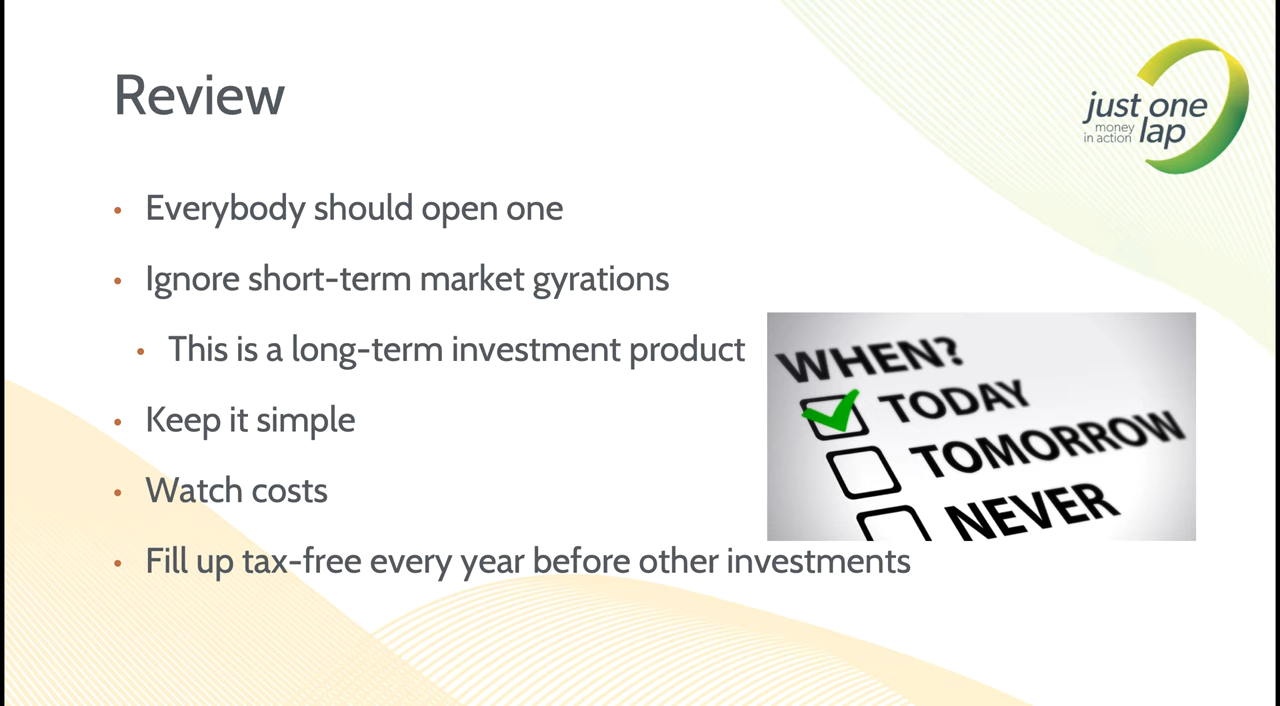 Review
just one
money
in action lap
• Everybody should open one
• Ignore short-term market gyrations
• This is a long-term investment product
• Keep it simple
• Watch costs
• Fill up tax-free every year before other investments
WHEN?
TODAY
TOMORROW
NEVER